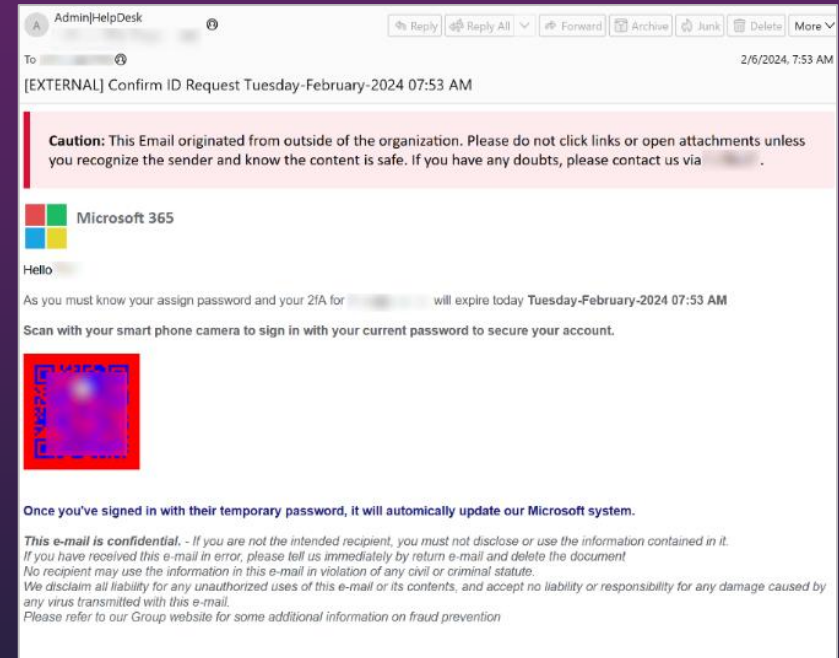 A
Admin|HelpDesk
Reply Reply All Forward Archive Junk Delete More
To
2/6/2024, 7:53 AM
[EXTERNAL] Confirm ID Request Tuesday-February-2024 07:53 AM
Caution: This Email originated from outside of the organization. Please do not click links or open attachments unless
you recognize the sender and know the content is safe. If you have any doubts, please contact us via .
Microsoft 365
Hello
As you must know your assign password and your 2fA for will expire today Tuesday-February-2024 07:53 AM
Scan with your smart phone camera to sign in with your current password to secure your account.
Once you've signed in with their temporary password, it will automically update our Microsoft system.
This e-mail is confidential. - If you are not the intended recipient, you must not disclose or use the information contained in it.
If you have received this e-mail in error, please tell us immediately by return e-mail and delete the document
No recipient may use the information in this e-mail in violation of any civil or criminal statute.
We disclaim all liability for any unauthorized uses of this e-mail or its contents, and accept no liability or responsibility for any damage caused by
any virus transmitted with this e-mail.
Please refer to our Group website for some additional information on fraud prevention